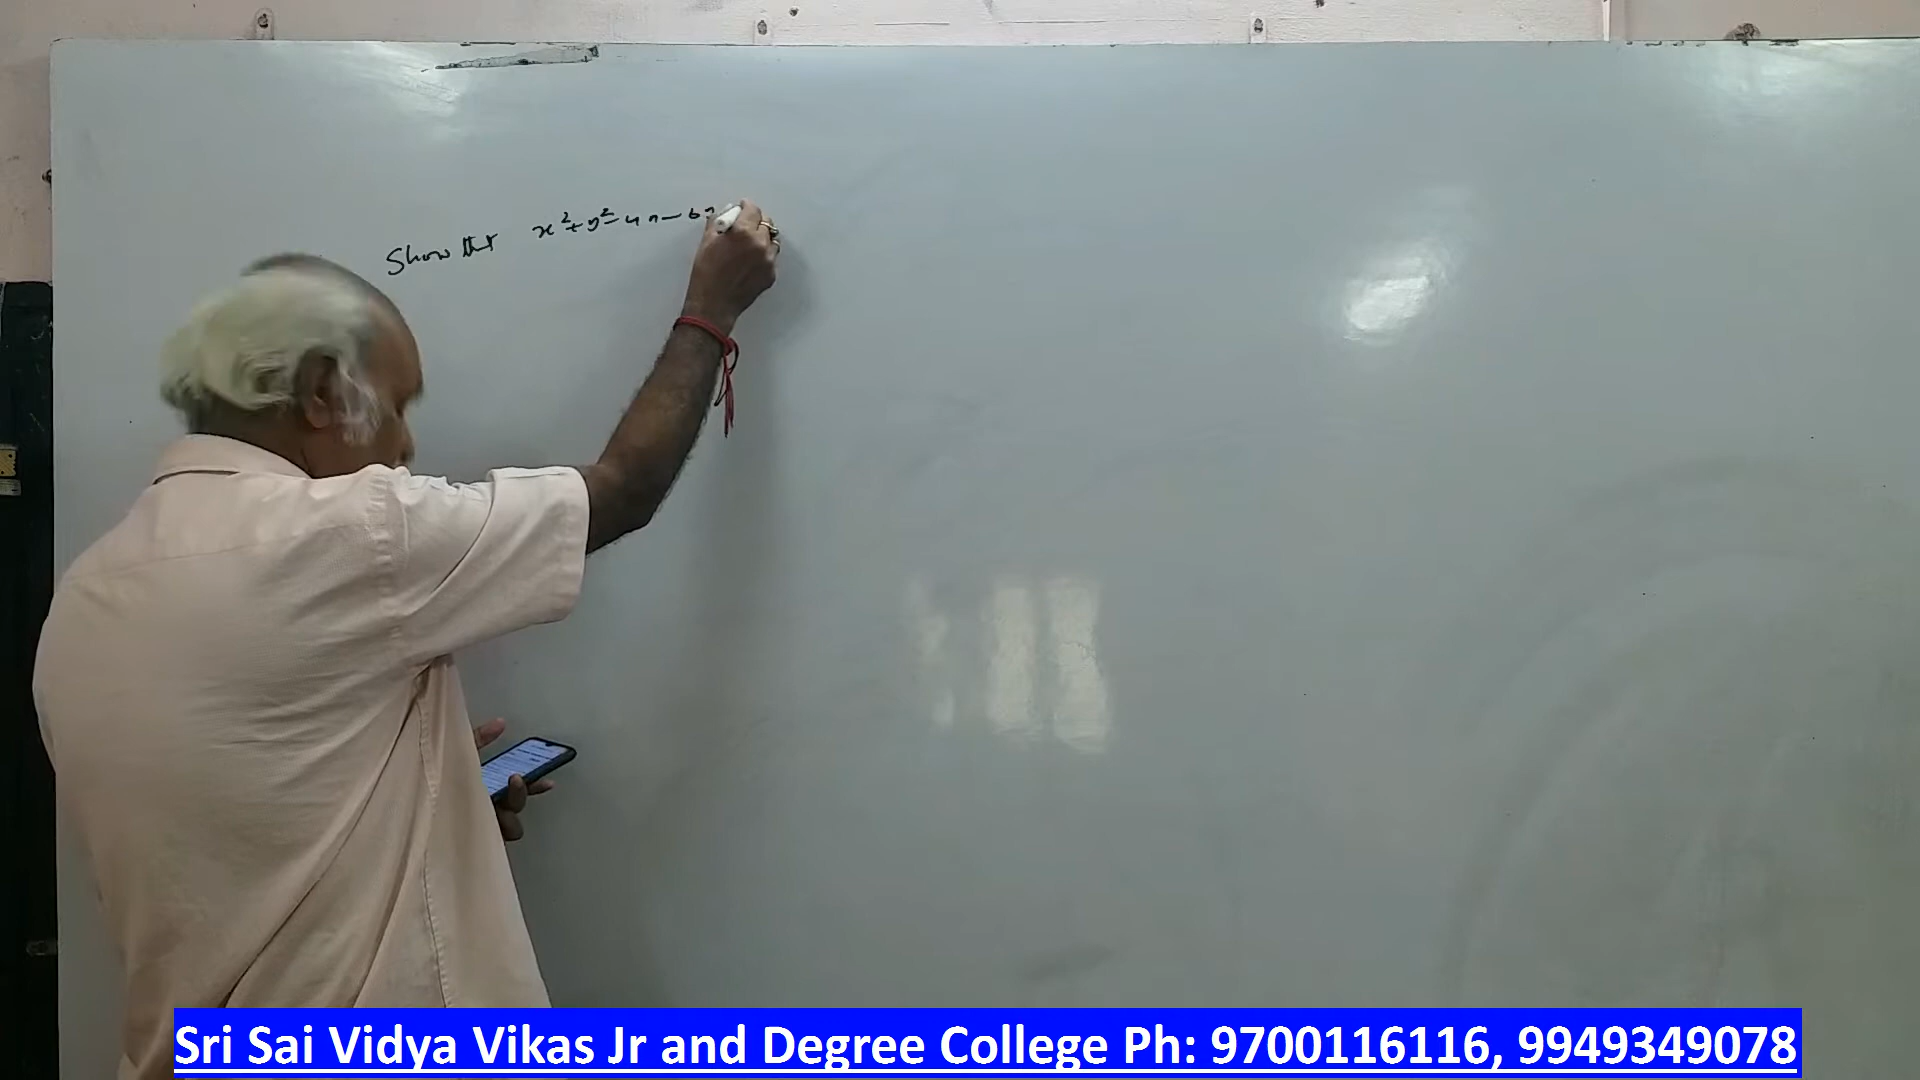 Show that x²+y²-4x-6y
Sri Sai Vidya Vikas Jr and Degree College Ph: 9700116116, 9949349078